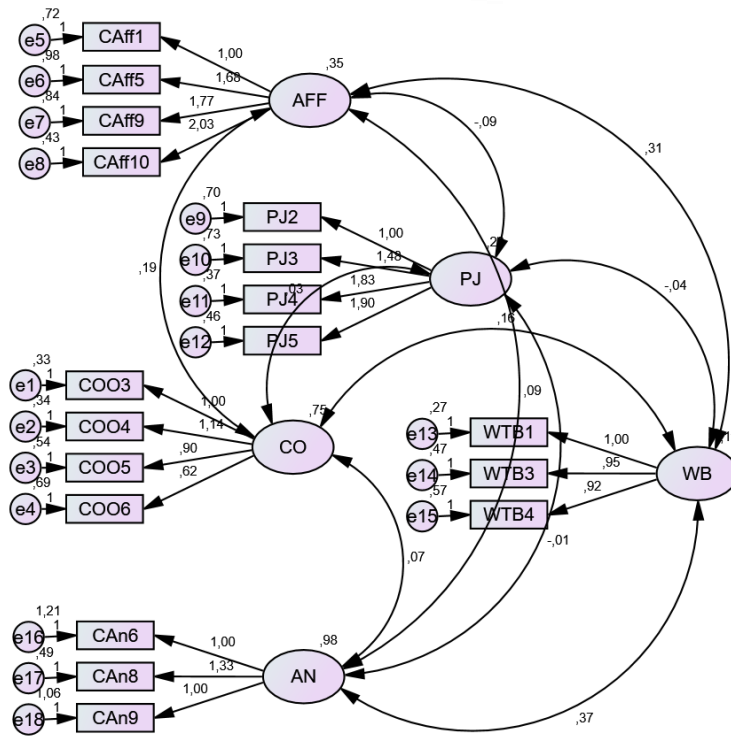 ,72
e5 1 CAff1
1,00
,35
,98
e6 1 CAff5
1,68
AFF
,84
e7 1 CAff9
1,77
,43
e8 1 CAff10
2,03
-,09
,31
,70
e9 1 PJ2
1,00
,73
e10 1 PJ3
1,48
PJ
,37
e11 1 PJ4
1,83
,03
,46
e12 1 PJ5
1,90
,19
-,04
,16
,33
e1 1 COO3
1,00
,34
e2 1 COO4
1,14
,75
CO
,54
e3 1 COO5
,90
,69
e4 1 COO6
,62
,09
,27
e13 1 WTB1
1,00
,47
e14 1 WTB3
,95
WB
,57
e15 1 WTB4
,92
-,01
,07
1,21
e16 1 CAn6
1,00
,98
,49
e17 1 CAn8
1,33
AN
1,06
e18 1 CAn9
1,00
,37